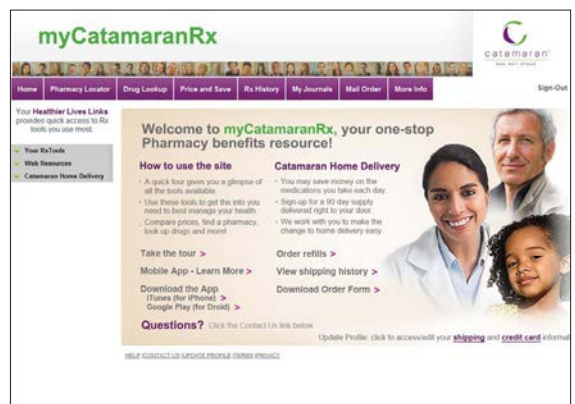 myCatamaranRx
catamaran
Home Pharmacy Locator Drug Lookup Price and Save Rx History My Journals Mail Order More Info Sign-Out
Your Healthier Lives Links
provides quick access to Rx
tools you use most.
Your RxTools
Web Resources
Catamaran Home Delivery
Welcome to myCatamaranRx, your one-stop
Pharmacy benefits resource!
How to use the site
· A quick tour gives you a glimpse of
all the tools available.
· Use these tools to get the info you
need to best manage your health.
· Compare prices, find a pharmacy,
look up drugs and more!
Take the tour >
Mobile App - Learn More >
Download the App
iTunes (for iPhone) >
Google Play (for Droid) >
Catamaran Home Delivery
· You may save money on the
medications you take each day.
· Sign-up for a 90 day supply
delivered right to your door.
· We work with you to make the
change to home delivery easy.
Order refills >
View shipping history >
Download Order Form >
Questions? Click the Contact Us link below
Update Profile: click to access/edit your shipping and credit card informat
HELP |CONTACT US |UPDATE PROFILE |TERMS |PRIVACY